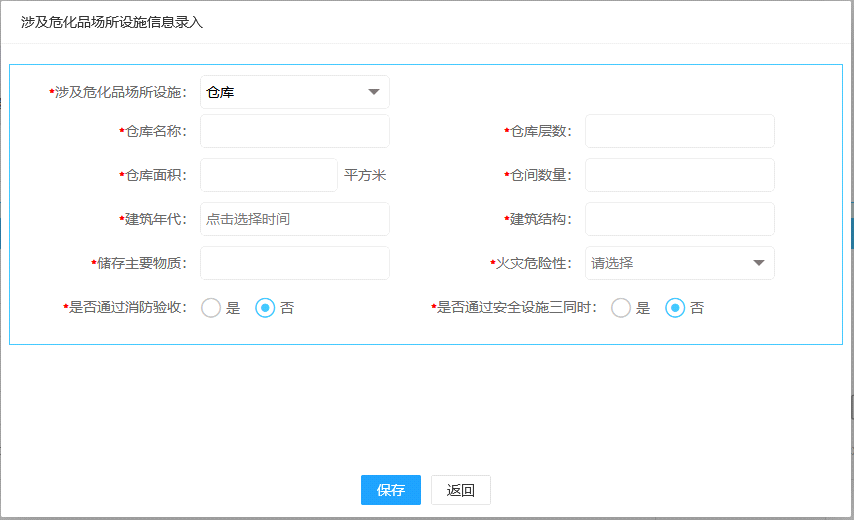 涉及危化品场所设施信息录入
*涉及危化品场所设施： 仓库
*仓库名称： *仓库层数：
*仓库面积： 平方米 *仓间数量：
*建筑年代： 点击选择时间 *建筑结构：
*储存主要物质： *火灾危险性： 请选择
*是否通过消防验收： 是 否 *是否通过安全设施三同时： 是 否
保存 返回